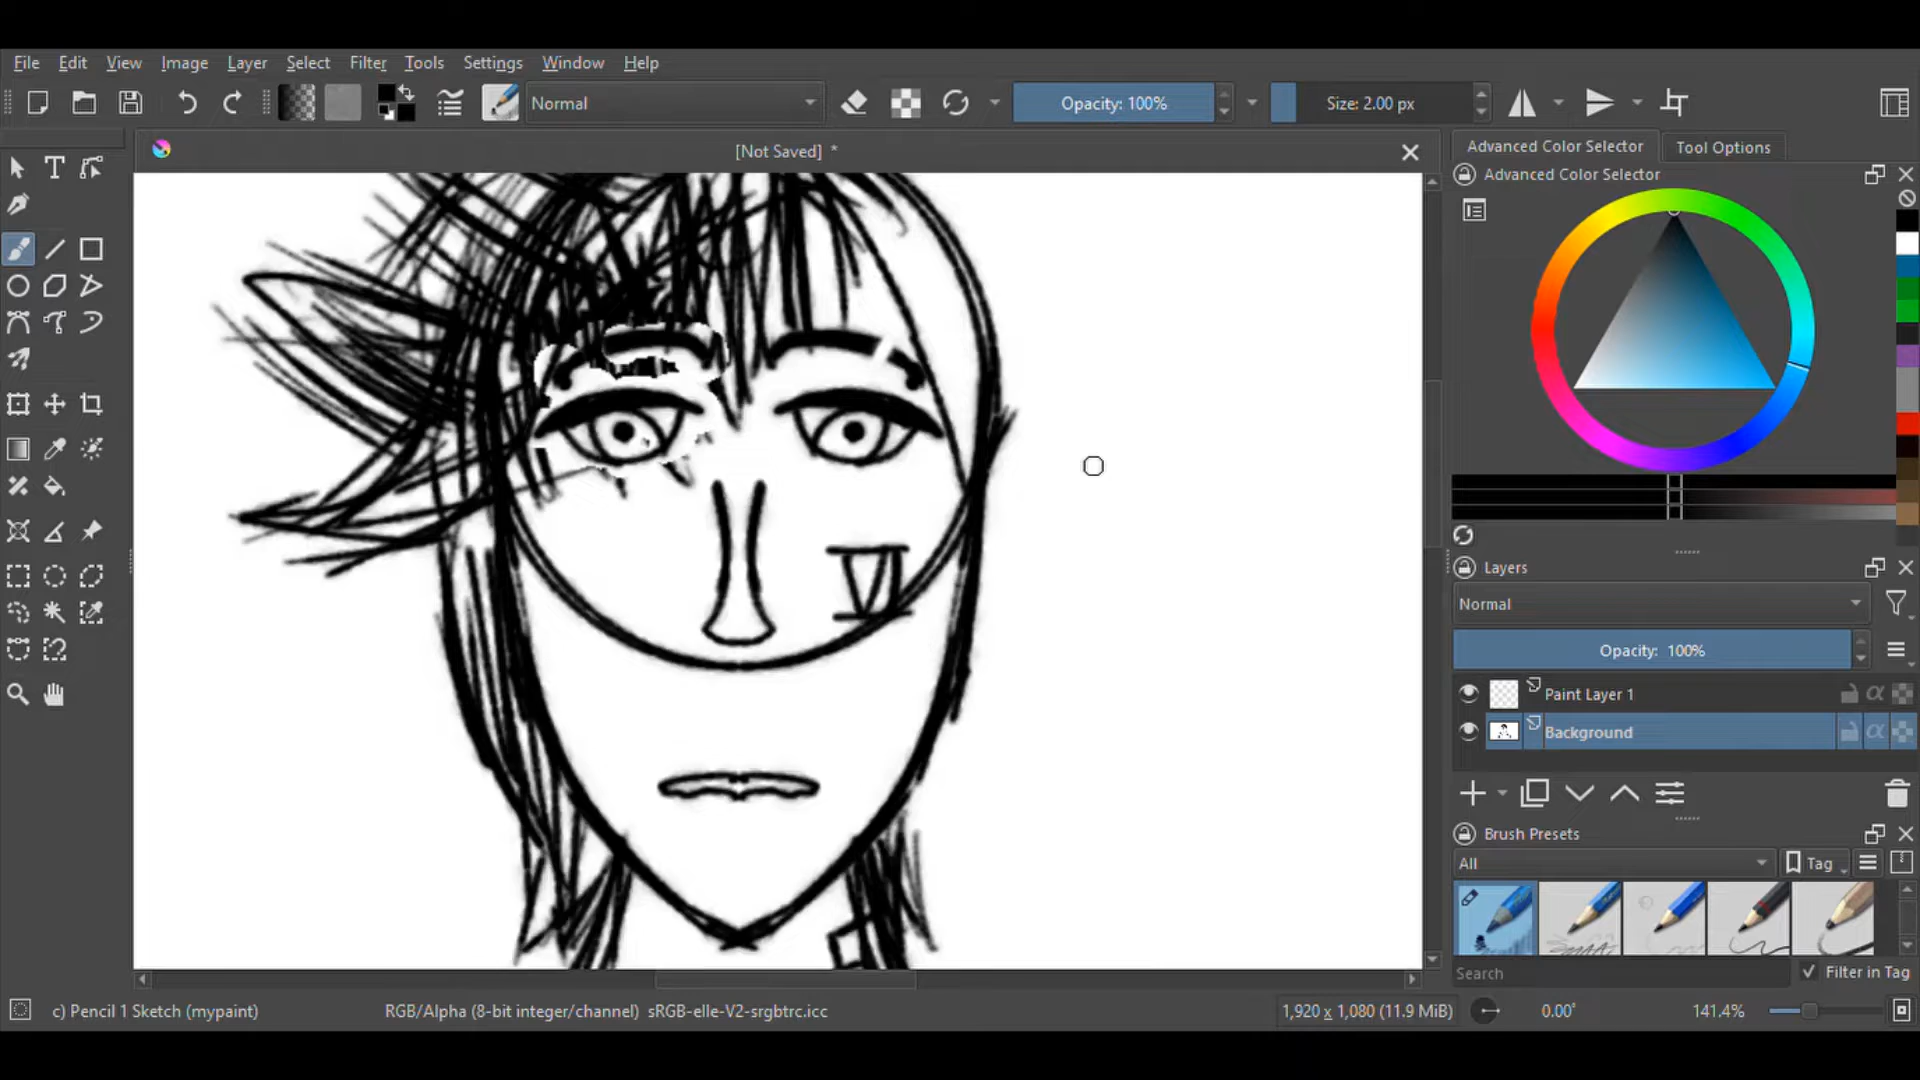 File Edit View Image Layer Select Filter Tools Settings Window Help
Normal Opacity: 100% Size: 2.00 px
[Not Saved] *
Advanced Color Selector Tool Options
Advanced Color Selector
VI
Layers
Normal
Opacity: 100%
Paint Layer 1
Background
Brush Presets
All Tag
Search Filter in Tag
c) Pencil 1 Sketch (mypaint) RGB/Alpha (8-bit integer/channel) sRGB-elle-V2-srgbtrc.icc 1,920 x 1,080 (11.9 MiB) 0.00° 141.4%